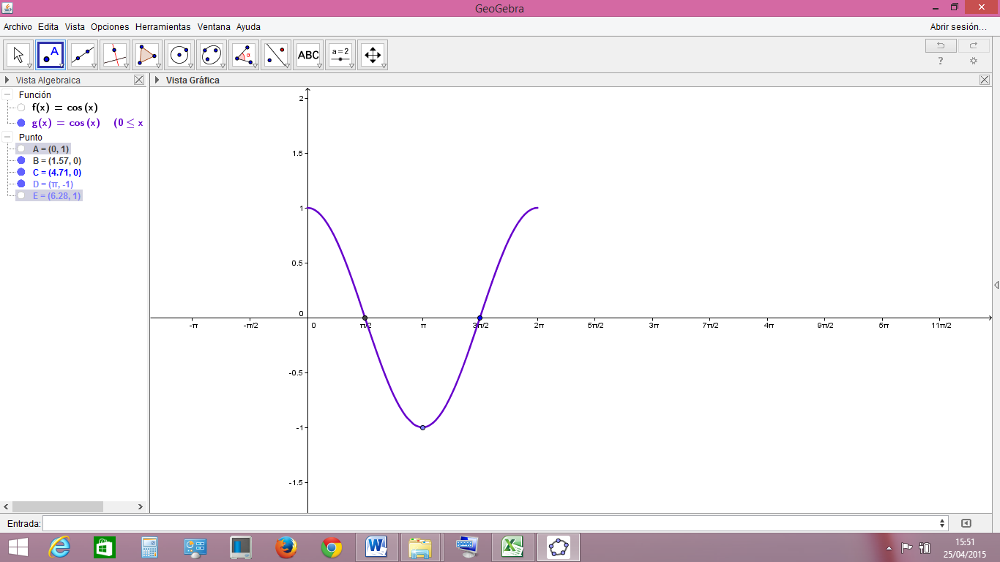 GeoGebra
Archivo Edita Vista Opciones Herramientas Ventana Ayuda Abrir sesión...
A α ABC a=2
?
Vista Algebraica
Vista Gráfica
Función
f(x) = cos (x)
g(x) = cos (x) (0 ≤ x
Punto
A = (0, 1)
B = (1.57, 0)
C = (4.71, 0)
D = (π, -1)
E = (6.28, 1)
2
1.5
1
0.5
0
-π -π/2 0 π/2 π 3π/2 2π 5π/2 3π 7π/2 4π 9π/2 5π 11π/2
-0.5
-1
-1.5
Entrada:
15:51
25/04/2015